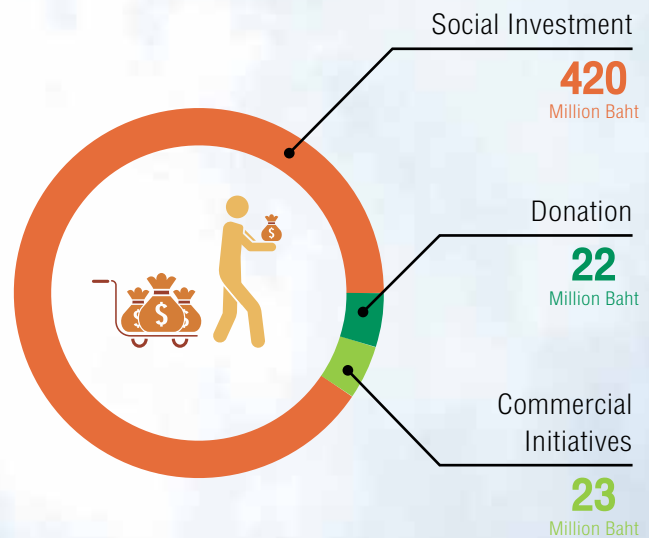 Social Investment
420
Million Baht
Donation
22
Million Baht
$
$
Commercial
Initiatives
23
Million Baht